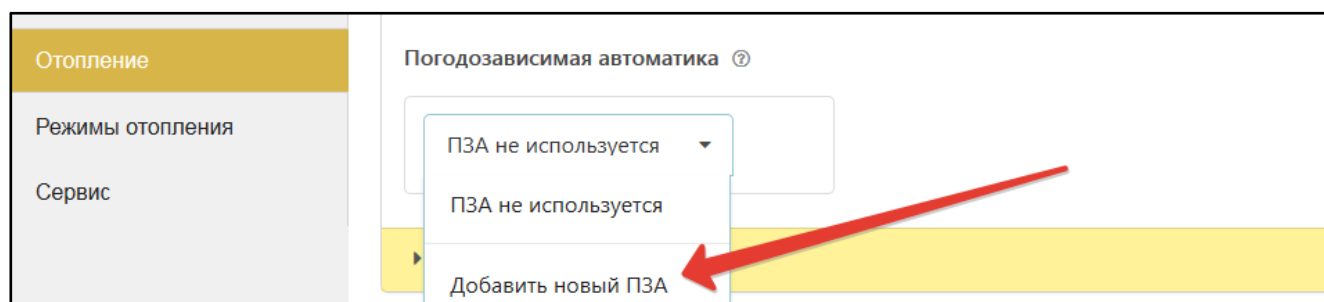 Отопление
Режимы отопления
Сервис
Погодозависимая автоматика ?
ПЗА не используется
ПЗА не используется
Добавить новый ПЗА